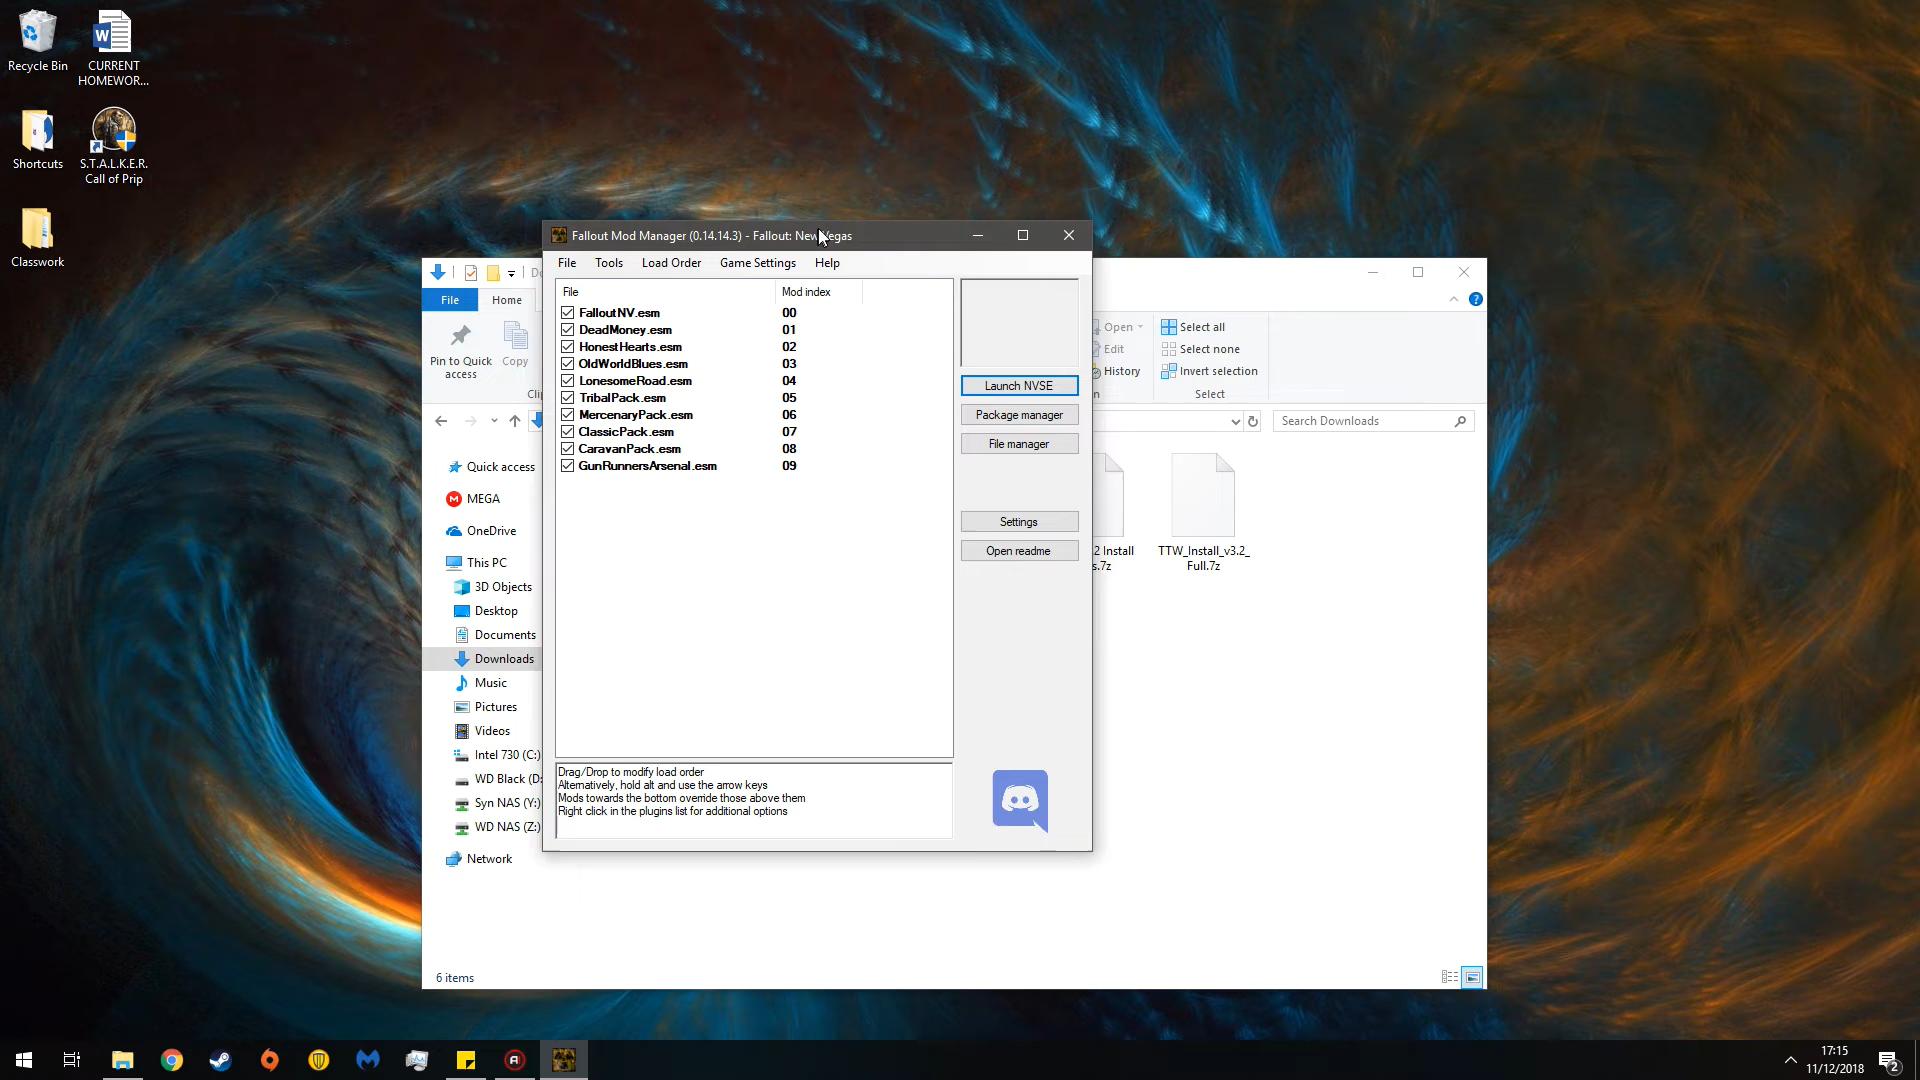 Recycle Bin
CURRENT
HOMEWOR...
Shortcuts
S.T.A.L.K.E.R.
Call of Prip
Classwork
Fallout Mod Manager (0.14.14.3) - Fallout: New Vegas
File Tools Load Order Game Settings Help
File Mod index
FalloutNV.esm 00
DeadMoney.esm 01
HonestHearts.esm 02
OldWorldBlues.esm 03
LonesomeRoad.esm 04
TribalPack.esm 05
MercenaryPack.esm 06
ClassicPack.esm 07
CaravanPack.esm 08
GunRunnersArsenal.esm 09
Launch NVSE
Package manager
File manager
Settings
Open readme
Drag/Drop to modify load order
Alternatively, hold alt and use the arrow keys
Mods towards the bottom override those above them
Right click in the plugins list for additional options
File Home
Pin to Quick
access
Copy
Open
Edit
History
Select all
Select none
Invert selection
Select
Search Downloads
Quick access
MEGA
OneDrive
This PC
3D Objects
Desktop
Documents
Downloads
Music
Pictures
Videos
Intel 730 (C:)
WD Black (D:
Syn NAS (Y:)
WD NAS (Z:)
Network
2 Install
s.7z
TTW_Install_v3.2_
Full.7z
6 items
17:15
11/12/2018
2